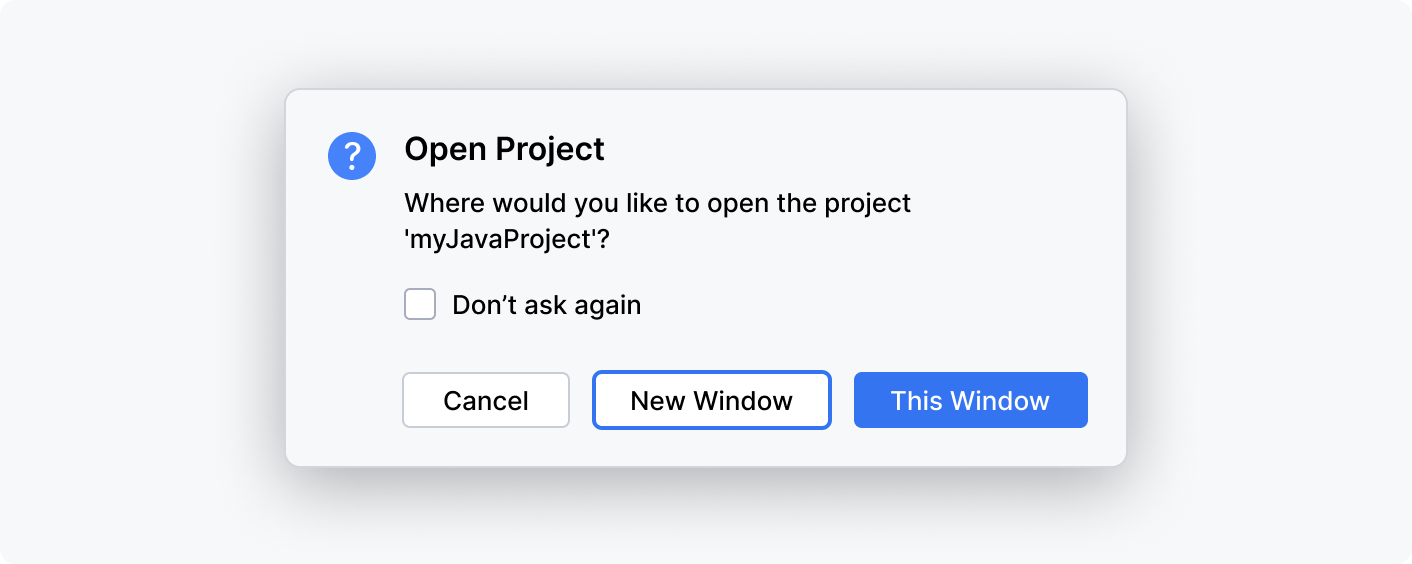 ?
Open Project
Where would you like to open the project
'myJavaProject'?
Don’t ask again
Cancel New Window This Window